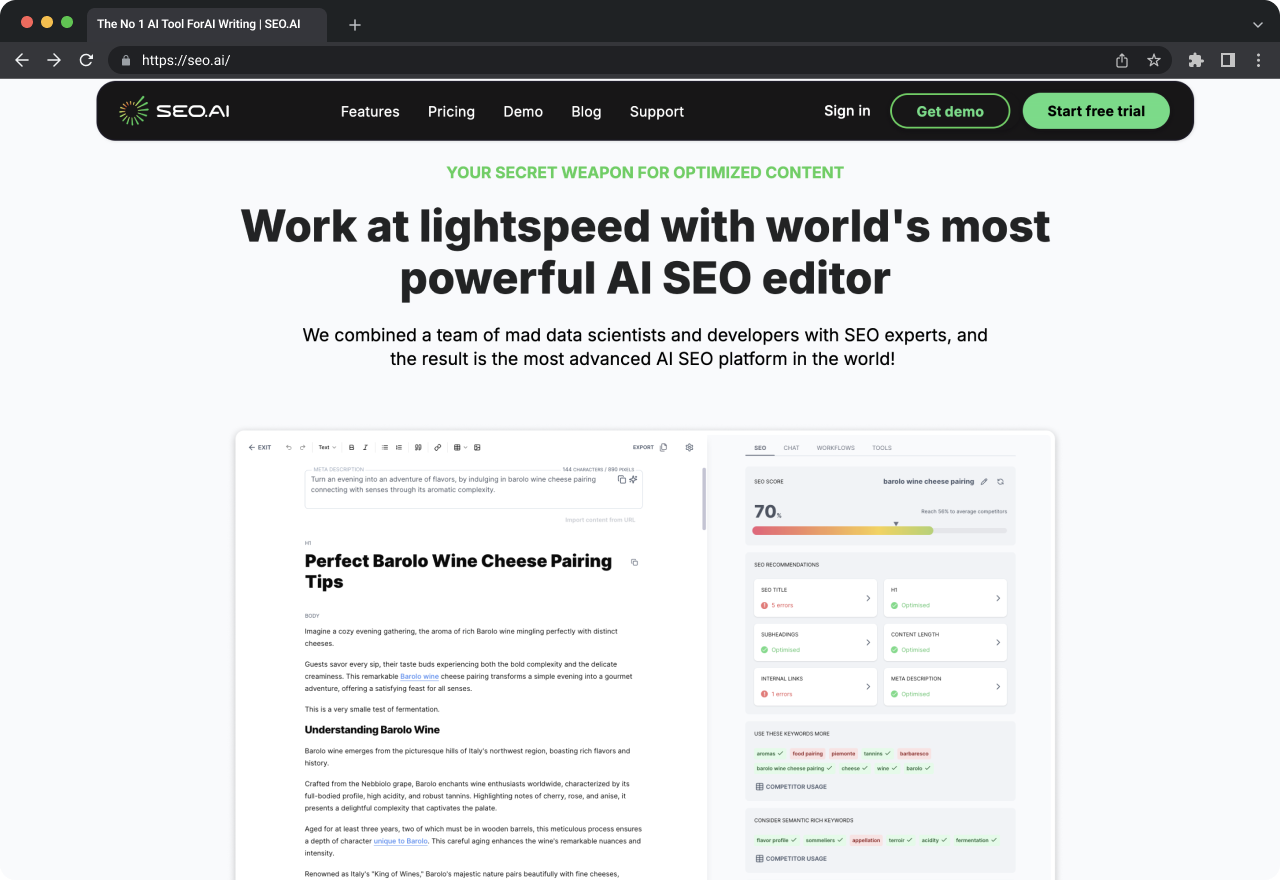 The No 1 AI Tool ForAI Writing | SEO.AI
https://seo.ai/
SEO.AI
Features
Pricing
Demo
Blog
Support
Sign in
Get demo
Start free trial
YOUR SECRET WEAPON FOR OPTIMIZED CONTENT
Work at lightspeed with world's most
powerful AI SEO editor
We combined a team of mad data scientists and developers with SEO experts, and
the result is the most advanced AI SEO platform in the world!
EXIT
Text
B
I
EXPORT
META DESCRIPTION
144 CHARACTERS / 890 PIXELS
Turn an evening into an adventure of flavors, by indulging in barolo wine cheese pairing
connecting with senses through its aromatic complexity.
Import content from URL
H1
Perfect Barolo Wine Cheese Pairing
Tips
BODY
Imagine a cozy evening gathering, the aroma of rich Barolo wine mingling perfectly with distinct
cheeses.
Guests savor every sip, their taste buds experiencing both the bold complexity and the delicate
creaminess. This remarkable Barolo wine cheese pairing transforms a simple evening into a gourmet
adventure, offering a satisfying feast for all senses.
This is a very smalle test of fermentation.
Understanding Barolo Wine
Barolo wine emerges from the picturesque hills of Italy's northwest region, boasting rich flavors and
history.
Crafted from the Nebbiolo grape, Barolo enchants wine enthusiasts worldwide, characterized by its
full-bodied profile, high acidity, and robust tannins. Highlighting notes of cherry, rose, and anise, it
presents a delightful complexity that captivates the palate.
Aged for at least three years, two of which must be in wooden barrels, this meticulous process ensures
a depth of character unique to Barolo. This careful aging enhances the wine's remarkable nuances and
intensity.
Renowned as Italy's "King of Wines," Barolo's majestic nature pairs beautifully with fine cheeses,
SEO
CHAT
WORKFLOWS
TOOLS
SEO SCORE
barolo wine cheese pairing
70%
Reach 56% to average competitors
SEO RECOMMENDATIONS
SEO TITLE
5 errors
H1
Optimised
SUBHEADINGS
Optimised
CONTENT LENGTH
Optimised
INTERNAL LINKS
1 errors
META DESCRIPTION
Optimised
USE THESE KEYWORDS MORE
aromas food pairing piemonte tannins barbaresco
barolo wine cheese pairing cheese wine barolo
COMPETITOR USAGE
CONSIDER SEMANTIC RICH KEYWORDS
flavor profile sommeliers appellation terroir acidity fermentation
COMPETITOR USAGE